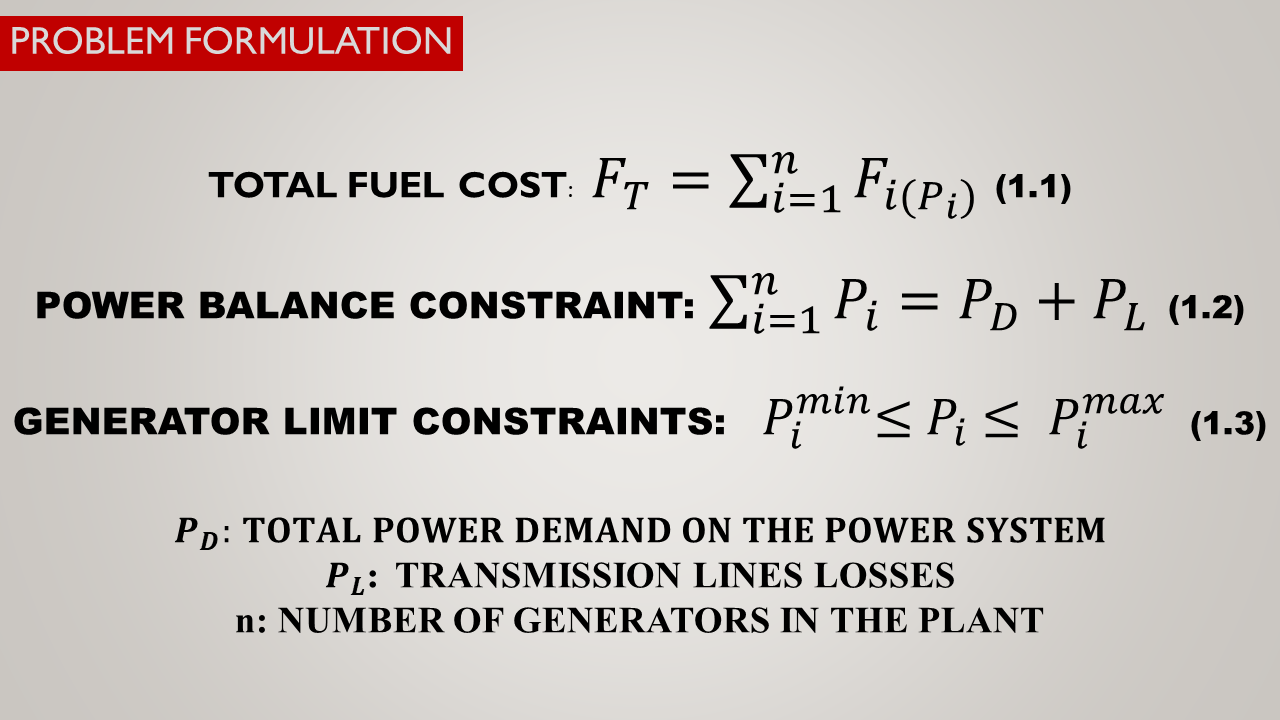 PROBLEM FORMULATION
TOTAL FUEL COST: $F_T = \sum_{i=1}^{n} F_{i(P_i)}$ (1.1)
POWER BALANCE CONSTRAINT: $\sum_{i=1}^{n} P_i = P_D + P_L$ (1.2)
GENERATOR LIMIT CONSTRAINTS: $P_i^{min} \leq P_i \leq P_i^{max}$ (1.3)
$P_D$: TOTAL POWER DEMAND ON THE POWER SYSTEM
$P_L$: TRANSMISSION LINES LOSSES
n: NUMBER OF GENERATORS IN THE PLANT